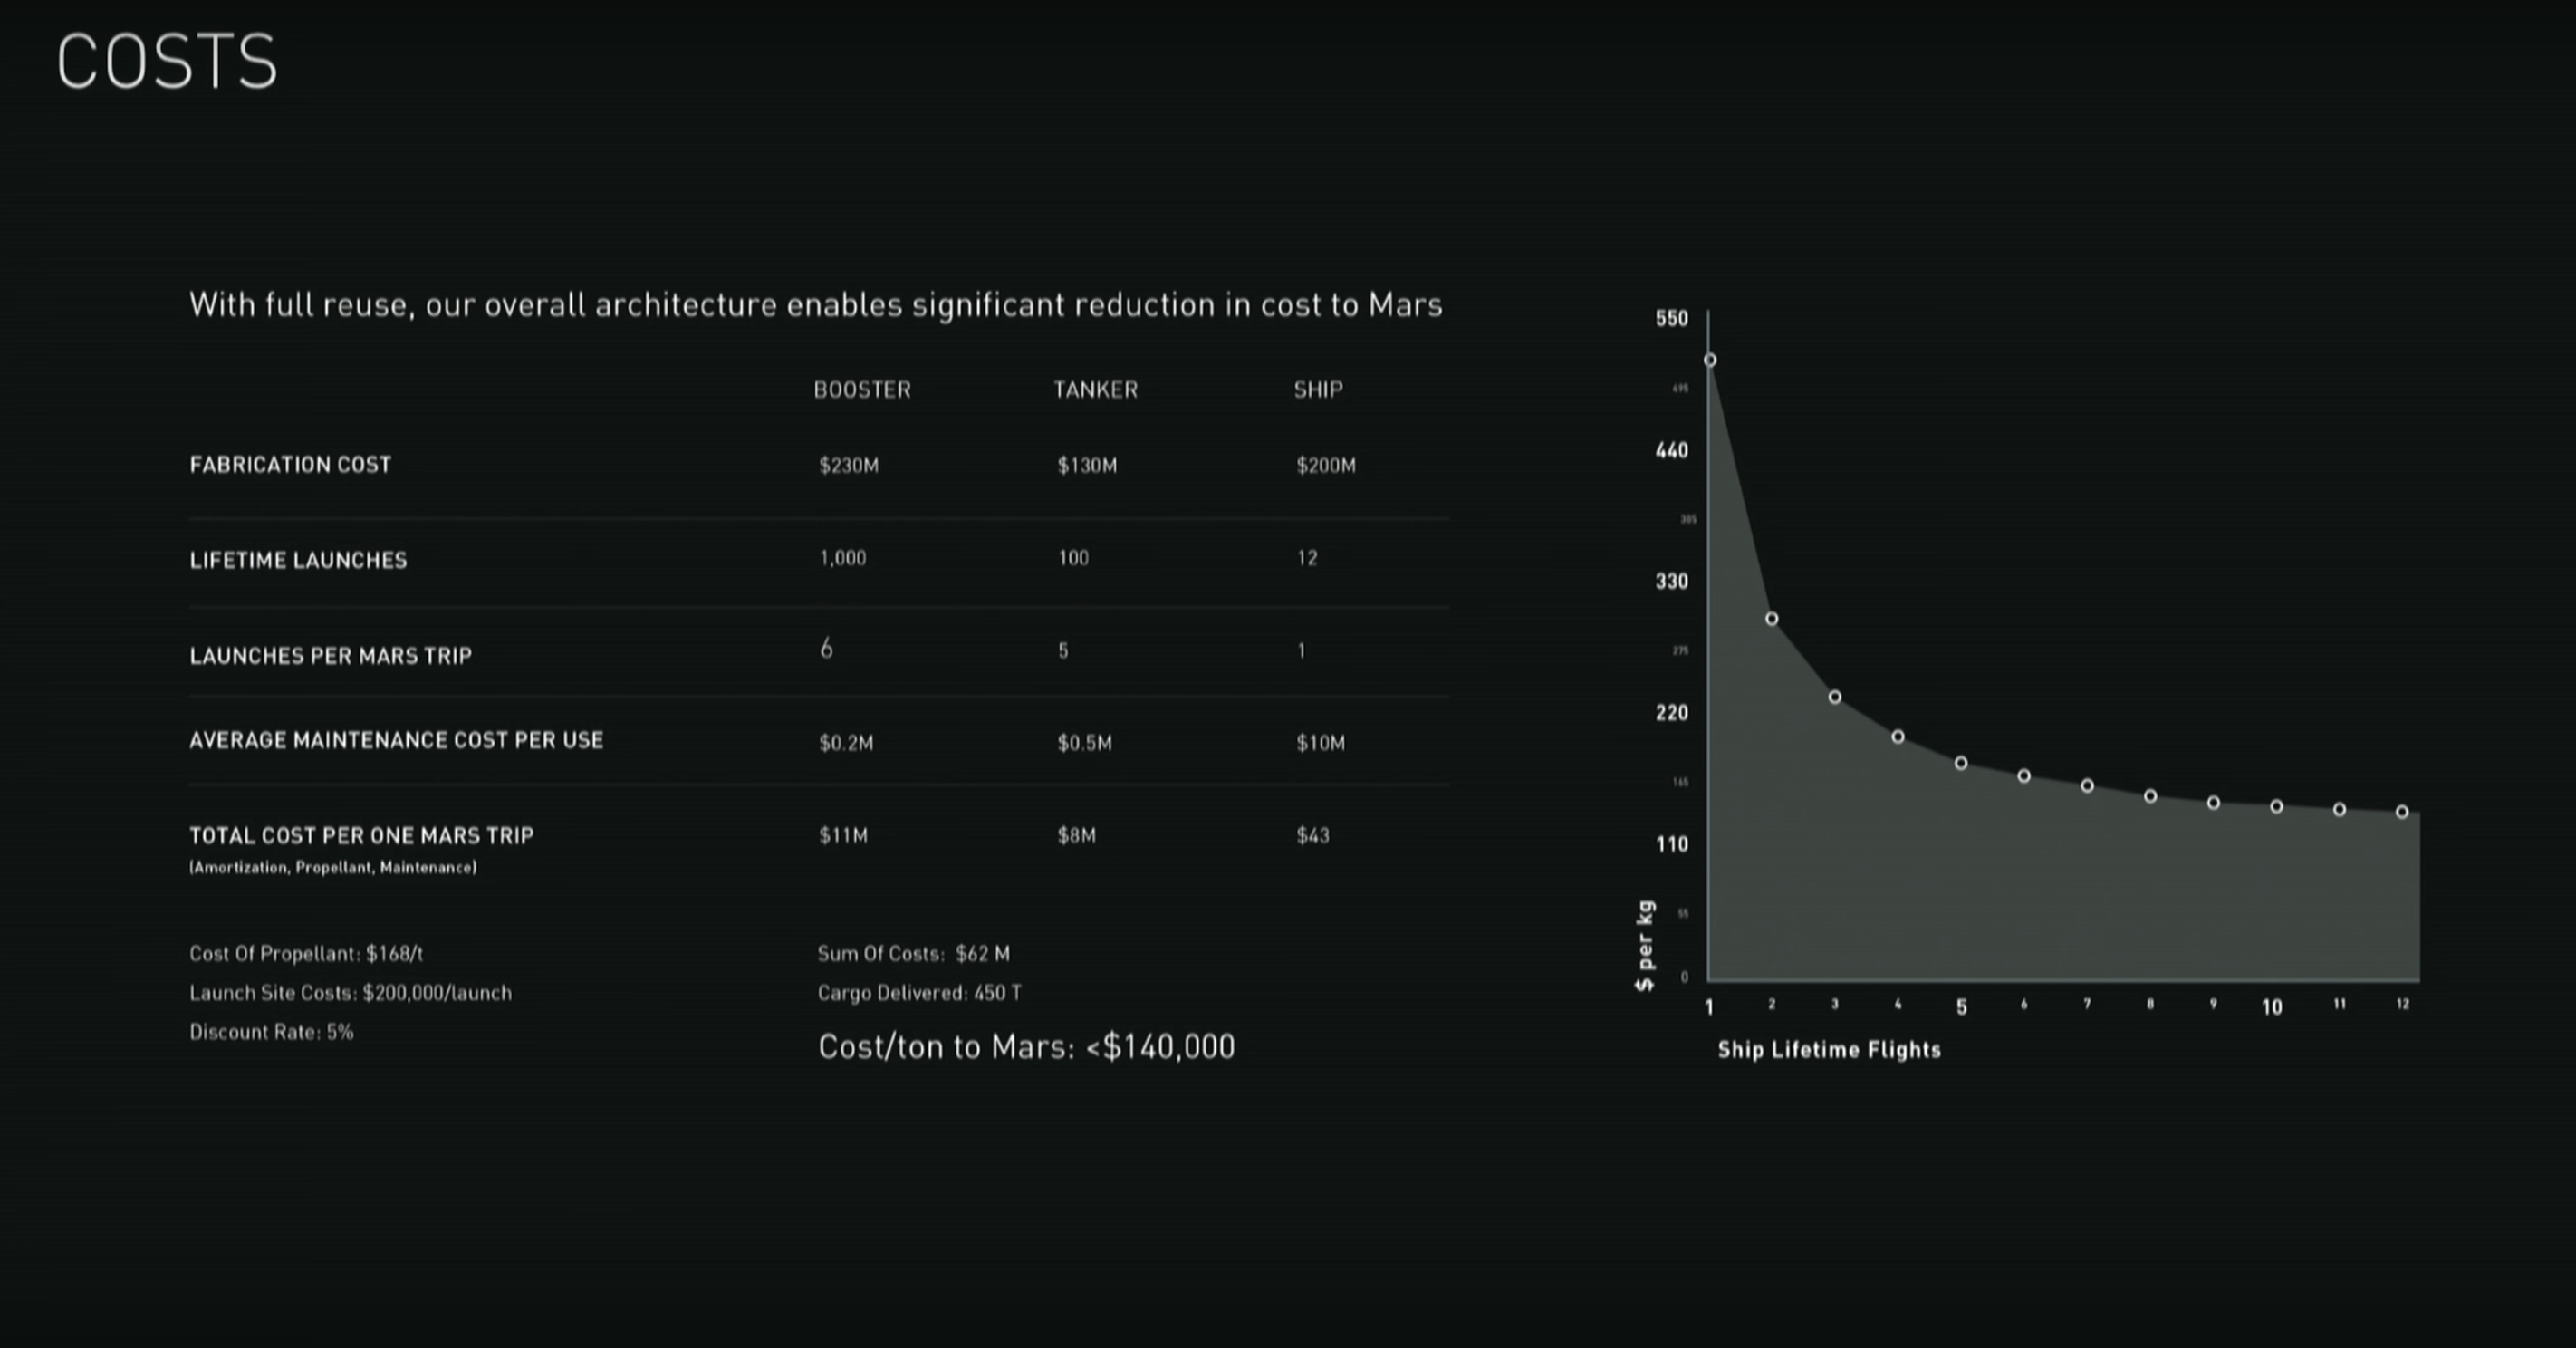 COSTS
With full reuse, our overall architecture enables significant reduction in cost to Mars
BOOSTER TANKER SHIP
FABRICATION COST $230M $130M $200M
LIFETIME LAUNCHES 1,000 100 12
LAUNCHES PER MARS TRIP 6 5 1
AVERAGE MAINTENANCE COST PER USE $0.2M $0.5M $10M
TOTAL COST PER ONE MARS TRIP $11M $8M $43
(Amortization, Propellant, Maintenance)
Cost Of Propellant: $168/t
Launch Site Costs: $200,000/launch
Discount Rate: 5%
Sum Of Costs: $62 M
Cargo Delivered: 450 T
Cost/ton to Mars: <$140,000
550
495
440
385
330
275
220
165
110
55
0
$ per kg
1 2 3 4 5 6 7 8 9 10 11 12
Ship Lifetime Flights